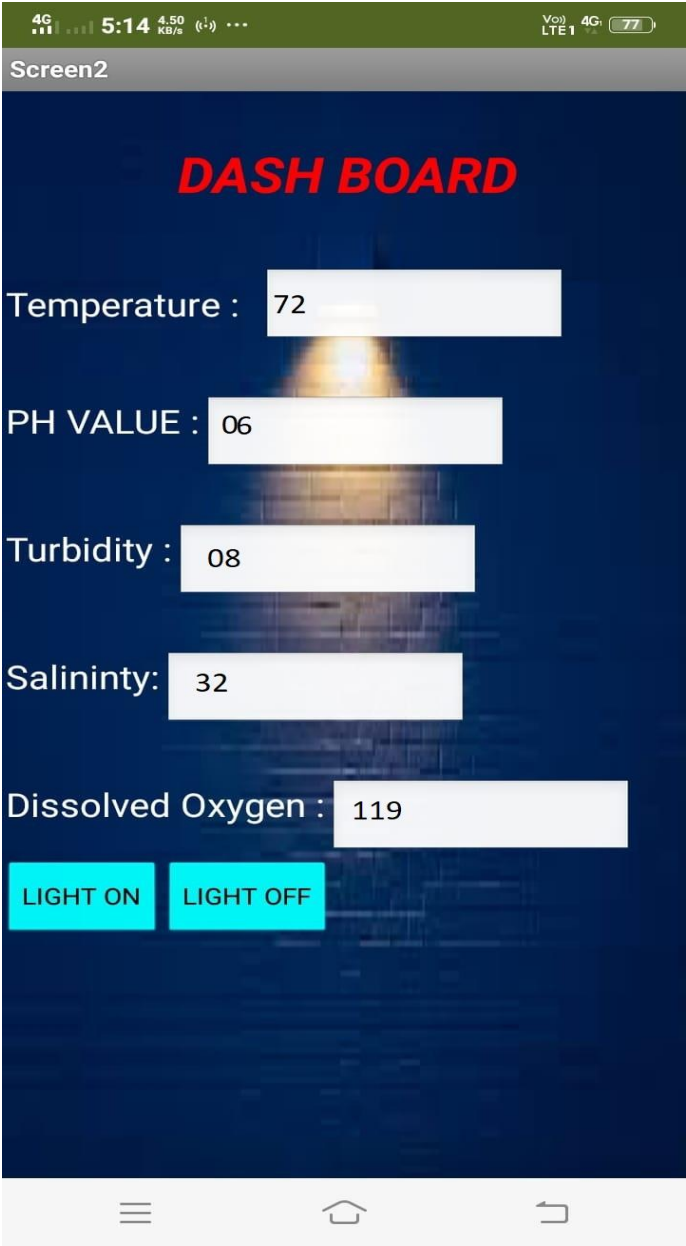 4G 5:14 4.50 KB/s ... Vo)) LTE1 4G 77
Screen2
DASH BOARD
Temperature : 72
PH VALUE : 06
Turbidity : 08
Salininty: 32
Dissolved Oxygen : 119
LIGHT ON LIGHT OFF